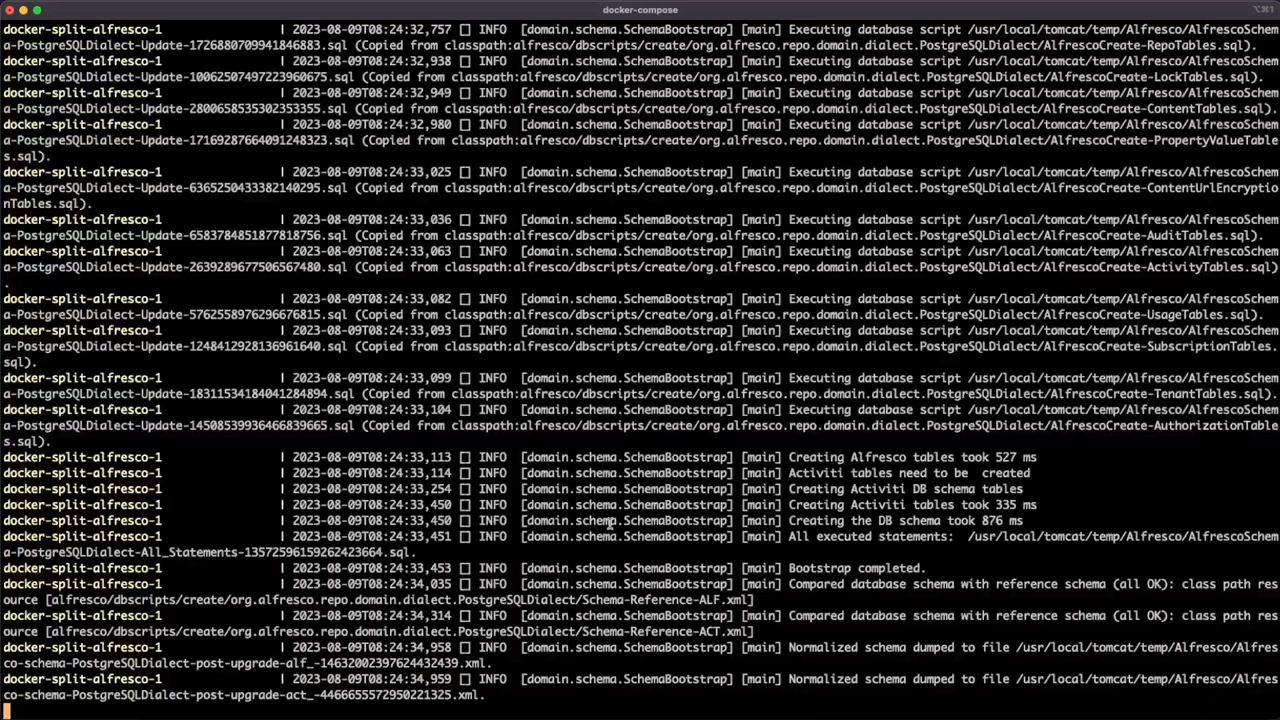 docker-compose
⌥⌘1
docker-split-alfresco-1 | 2023-08-09T08:24:32,757 □ INFO [domain.schema.SchemaBootstrap] [main] Executing database script /usr/local/tomcat/temp/Alfresco/AlfrescoSchem
a-PostgreSQLDialect-Update-1726880709941846883.sql (Copied from classpath:alfresco/dbscripts/create/org.alfresco.repo.domain.dialect.PostgreSQLDialect/AlfrescoCreate-RepoTables.sql).
docker-split-alfresco-1 | 2023-08-09T08:24:32,938 □ INFO [domain.schema.SchemaBootstrap] [main] Executing database script /usr/local/tomcat/temp/Alfresco/AlfrescoSchem
a-PostgreSQLDialect-Update-10062507497223960675.sql (Copied from classpath:alfresco/dbscripts/create/org.alfresco.repo.domain.dialect.PostgreSQLDialect/AlfrescoCreate-LockTables.sql).
docker-split-alfresco-1 | 2023-08-09T08:24:32,949 □ INFO [domain.schema.SchemaBootstrap] [main] Executing database script /usr/local/tomcat/temp/Alfresco/AlfrescoSchem
a-PostgreSQLDialect-Update-2800658535302353355.sql (Copied from classpath:alfresco/dbscripts/create/org.alfresco.repo.domain.dialect.PostgreSQLDialect/AlfrescoCreate-ContentTables.sql).
docker-split-alfresco-1 | 2023-08-09T08:24:32,980 □ INFO [domain.schema.SchemaBootstrap] [main] Executing database script /usr/local/tomcat/temp/Alfresco/AlfrescoSchem
a-PostgreSQLDialect-Update-17169287664091248323.sql (Copied from classpath:alfresco/dbscripts/create/org.alfresco.repo.domain.dialect.PostgreSQLDialect/AlfrescoCreate-PropertyValueTable
s.sql).
docker-split-alfresco-1 | 2023-08-09T08:24:33,025 □ INFO [domain.schema.SchemaBootstrap] [main] Executing database script /usr/local/tomcat/temp/Alfresco/AlfrescoSchem
a-PostgreSQLDialect-Update-6365250433382140295.sql (Copied from classpath:alfresco/dbscripts/create/org.alfresco.repo.domain.dialect.PostgreSQLDialect/AlfrescoCreate-ContentUrlEncryptio
nTables.sql).
docker-split-alfresco-1 | 2023-08-09T08:24:33,036 □ INFO [domain.schema.SchemaBootstrap] [main] Executing database script /usr/local/tomcat/temp/Alfresco/AlfrescoSchem
a-PostgreSQLDialect-Update-6583784851877818756.sql (Copied from classpath:alfresco/dbscripts/create/org.alfresco.repo.domain.dialect.PostgreSQLDialect/AlfrescoCreate-AuditTables.sql).
docker-split-alfresco-1 | 2023-08-09T08:24:33,063 □ INFO [domain.schema.SchemaBootstrap] [main] Executing database script /usr/local/tomcat/temp/Alfresco/AlfrescoSchem
a-PostgreSQLDialect-Update-2639289677506567480.sql (Copied from classpath:alfresco/dbscripts/create/org.alfresco.repo.domain.dialect.PostgreSQLDialect/AlfrescoCreate-ActivityTables.sql)
.
docker-split-alfresco-1 | 2023-08-09T08:24:33,082 □ INFO [domain.schema.SchemaBootstrap] [main] Executing database script /usr/local/tomcat/temp/Alfresco/AlfrescoSchem
a-PostgreSQLDialect-Update-5762558976296676815.sql (Copied from classpath:alfresco/dbscripts/create/org.alfresco.repo.domain.dialect.PostgreSQLDialect/AlfrescoCreate-UsageTables.sql).
docker-split-alfresco-1 | 2023-08-09T08:24:33,093 □ INFO [domain.schema.SchemaBootstrap] [main] Executing database script /usr/local/tomcat/temp/Alfresco/AlfrescoSchem
a-PostgreSQLDialect-Update-1248412928136961640.sql (Copied from classpath:alfresco/dbscripts/create/org.alfresco.repo.domain.dialect.PostgreSQLDialect/AlfrescoCreate-SubscriptionTables.
sql).
docker-split-alfresco-1 | 2023-08-09T08:24:33,099 □ INFO [domain.schema.SchemaBootstrap] [main] Executing database script /usr/local/tomcat/temp/Alfresco/AlfrescoSchem
a-PostgreSQLDialect-Update-18311534184041284894.sql (Copied from classpath:alfresco/dbscripts/create/org.alfresco.repo.domain.dialect.PostgreSQLDialect/AlfrescoCreate-TenantTables.sql).
docker-split-alfresco-1 | 2023-08-09T08:24:33,104 □ INFO [domain.schema.SchemaBootstrap] [main] Executing database script /usr/local/tomcat/temp/Alfresco/AlfrescoSchem
a-PostgreSQLDialect-Update-14508539936466839665.sql (Copied from classpath:alfresco/dbscripts/create/org.alfresco.repo.domain.dialect.PostgreSQLDialect/AlfrescoCreate-AuthorizationTable
s.sql).
docker-split-alfresco-1 | 2023-08-09T08:24:33,113 □ INFO [domain.schema.SchemaBootstrap] [main] Creating Alfresco tables took 527 ms
docker-split-alfresco-1 | 2023-08-09T08:24:33,114 □ INFO [domain.schema.SchemaBootstrap] [main] Activiti tables need to be created
docker-split-alfresco-1 | 2023-08-09T08:24:33,254 □ INFO [domain.schema.SchemaBootstrap] [main] Creating Activiti DB schema tables
docker-split-alfresco-1 | 2023-08-09T08:24:33,450 □ INFO [domain.schema.SchemaBootstrap] [main] Creating Activiti tables took 335 ms
docker-split-alfresco-1 | 2023-08-09T08:24:33,450 □ INFO [domain.schema.SchemaBootstrap] [main] Creating the DB schema took 876 ms
docker-split-alfresco-1 | 2023-08-09T08:24:33,451 □ INFO [domain.schema.SchemaBootstrap] [main] All executed statements: /usr/local/tomcat/temp/Alfresco/AlfrescoSchem
a-PostgreSQLDialect-All_Statements-13572596159262423664.sql.
docker-split-alfresco-1 | 2023-08-09T08:24:33,453 □ INFO [domain.schema.SchemaBootstrap] [main] Bootstrap completed.
docker-split-alfresco-1 | 2023-08-09T08:24:34,035 □ INFO [domain.schema.SchemaBootstrap] [main] Compared database schema with reference schema (all OK): class path res
ource [alfresco/dbscripts/create/org.alfresco.repo.domain.dialect.PostgreSQLDialect/Schema-Reference-ALF.xml]
docker-split-alfresco-1 | 2023-08-09T08:24:34,314 □ INFO [domain.schema.SchemaBootstrap] [main] Compared database schema with reference schema (all OK): class path res
ource [alfresco/dbscripts/create/org.alfresco.repo.domain.dialect.PostgreSQLDialect/Schema-Reference-ACT.xml]
docker-split-alfresco-1 | 2023-08-09T08:24:34,958 □ INFO [domain.schema.SchemaBootstrap] [main] Normalized schema dumped to file /usr/local/tomcat/temp/Alfresco/Alfres
co-schema-PostgreSQLDialect-post-upgrade-alf_-14632002397624432439.xml.
docker-split-alfresco-1 | 2023-08-09T08:24:34,959 □ INFO [domain.schema.SchemaBootstrap] [main] Normalized schema dumped to file /usr/local/tomcat/temp/Alfresco/Alfres
co-schema-PostgreSQLDialect-post-upgrade-act_-4466655572950221325.xml.